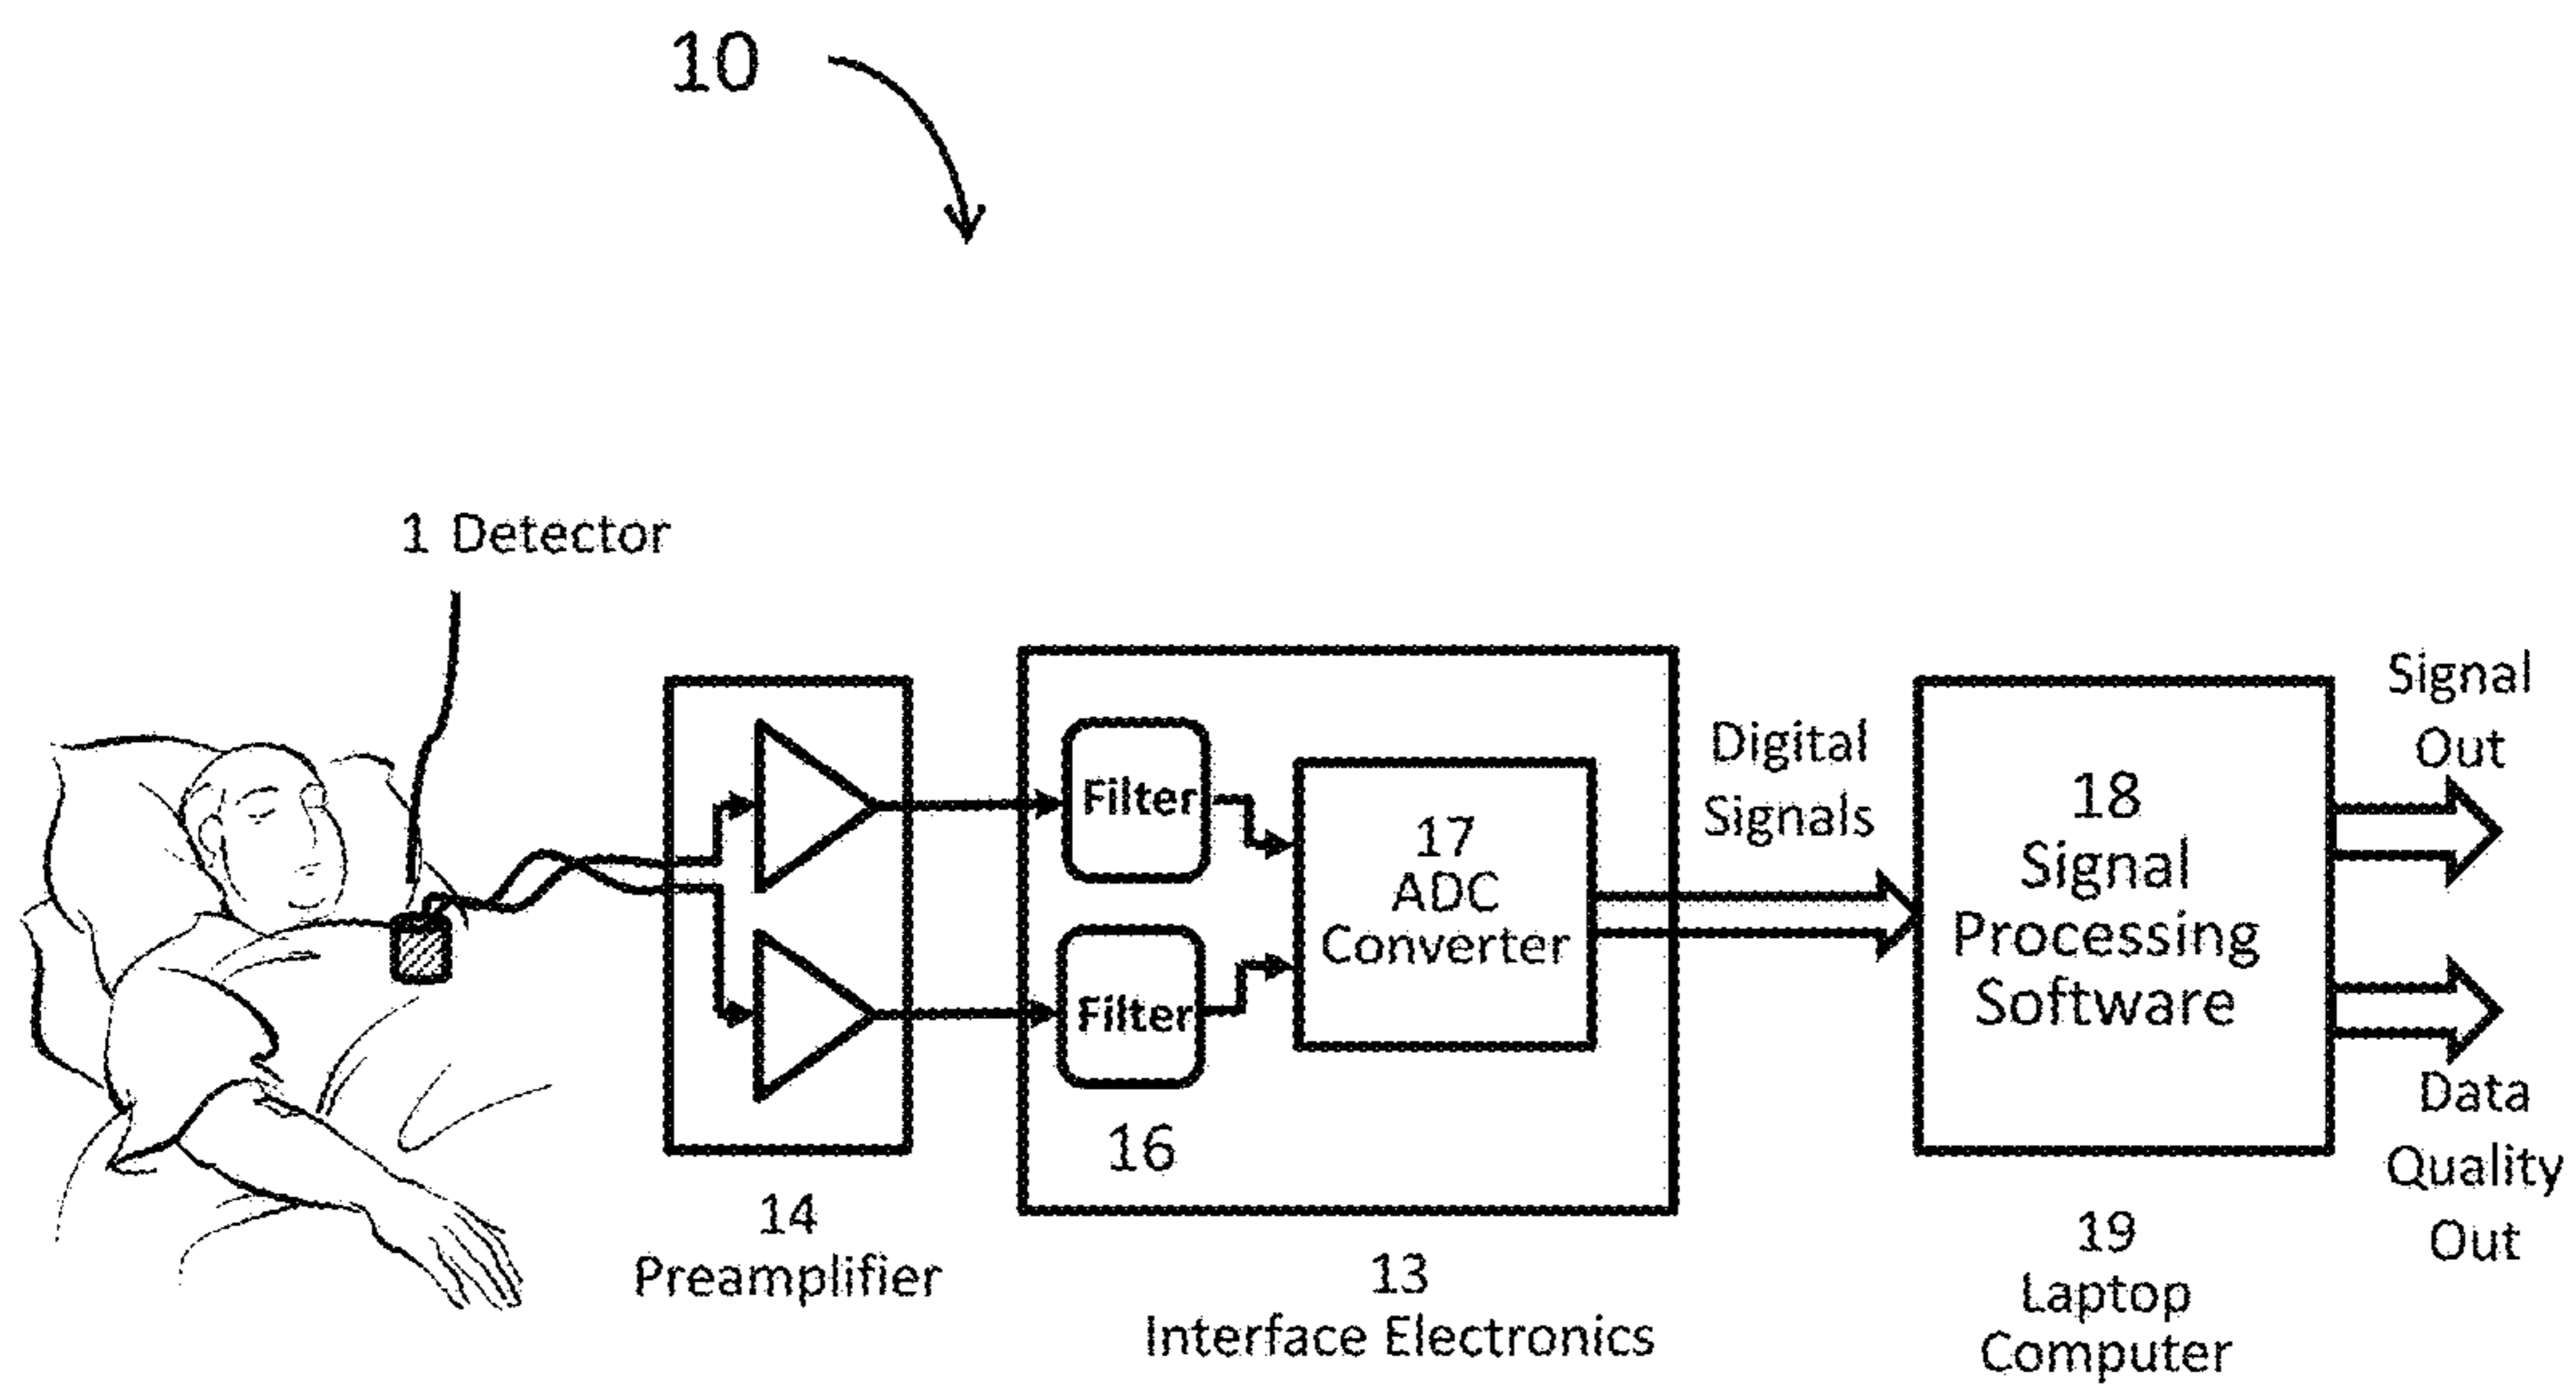 10
1 Detector
14
Preamplifier
Filter
Filter
16
17
ADC
Converter
13
Interface Electronics
Digital
Signals
18
Signal
Processing
Software
19
Laptop
Computer
Signal
Out
Data
Quality
Out